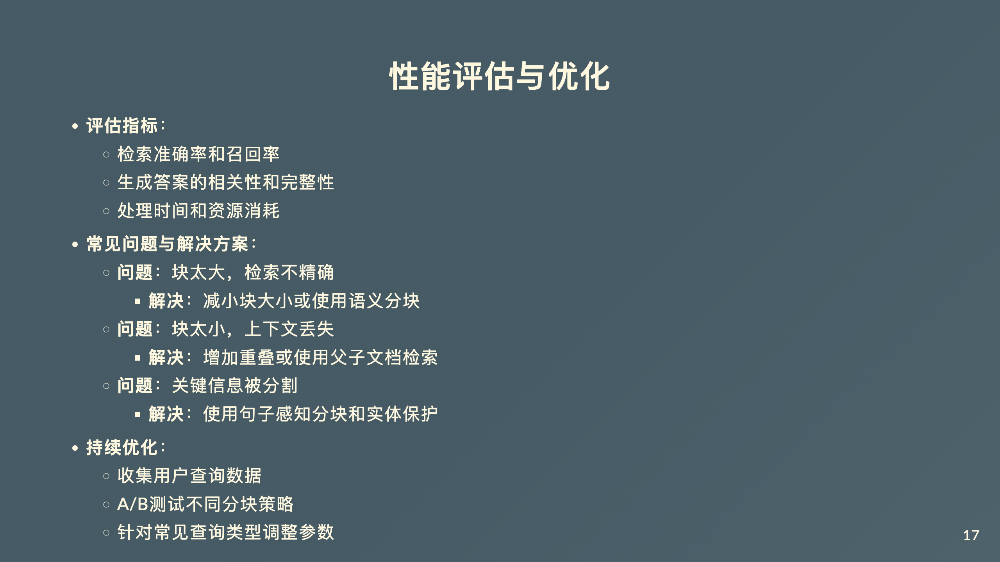 性能评估与优化
评估指标：
检索准确率和召回率
生成答案的相关性和完整性
处理时间和资源消耗
常见问题与解决方案：
问题：块太大，检索不精确
解决：减小块大小或使用语义分块
问题：块太小，上下文丢失
解决：增加重叠或使用父子文档检索
问题：关键信息被分割
解决：使用句子感知分块和实体保护
持续优化：
收集用户查询数据
A/B测试不同分块策略
针对常见查询类型调整参数
17